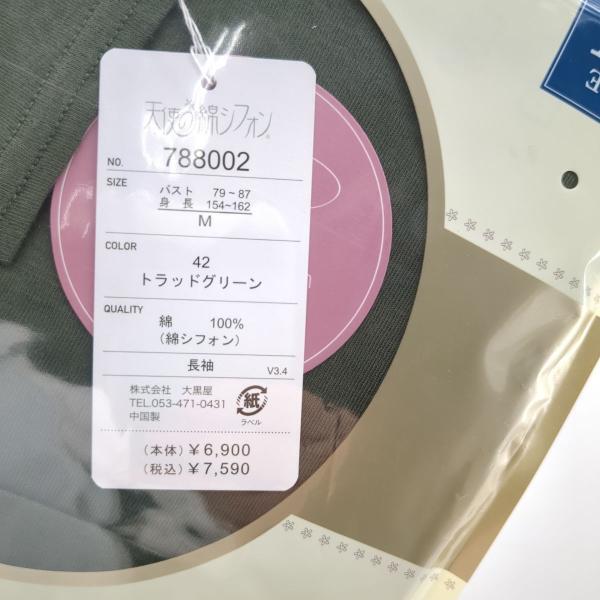 天使の綿シフォン®
NO. 788002
SIZE
バスト 79~87
身長 154~162
M
COLOR
42
トラッドグリーン
QUALITY
綿 100%
(綿シフォン)
長袖 V3.4
株式会社 大黒屋
TEL.053-471-0431
中国製
紙
ラベル
(本体)¥6,900
(税込)¥7,590